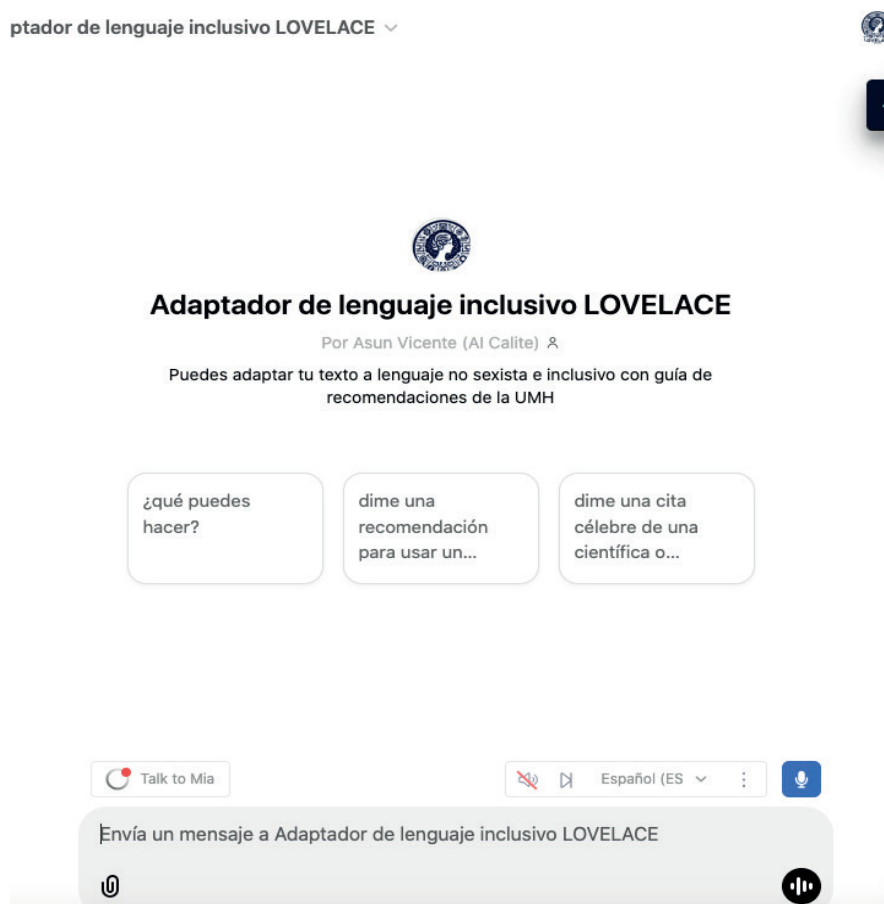 ptador de lenguaje inclusivo LOVELACE
Adaptador de lenguaje inclusivo LOVELACE
Por Asun Vicente (AI Calite)
Puedes adaptar tu texto a lenguaje no sexista e inclusivo con guía de
recomendaciones de la UMH
¿qué puedes
hacer?
dime una
recomendación
para usar un...
dime una cita
célebre de una
científica o...
Talk to Mia
Español (ES
Envía un mensaje a Adaptador de lenguaje inclusivo LOVELACE